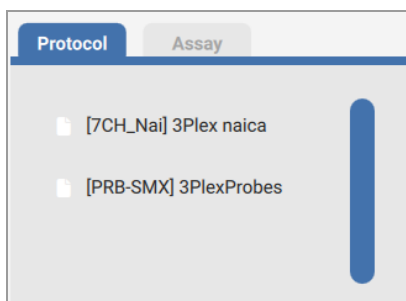 Protocol Assay
[7CH_Nai] 3Plex naica
[PRB-SMX] 3PlexProbes